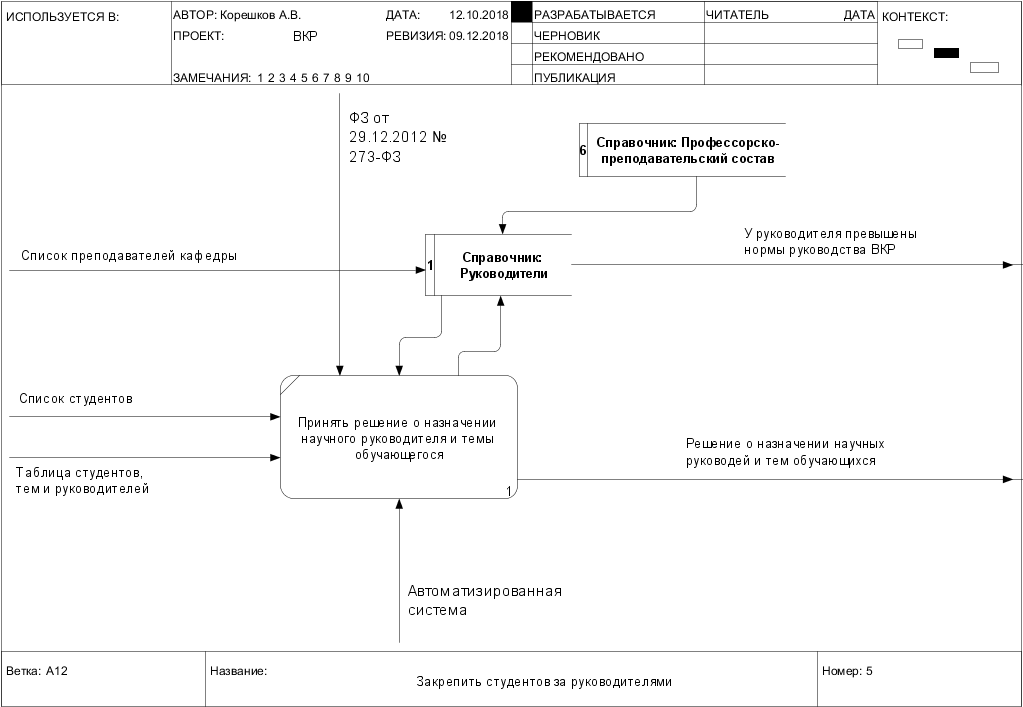 ИСПОЛЬЗУЕТСЯ В:
АВТОР: Корешков А.В.
ДАТА: 12.10.2018
ПРОЕКТ: ВКР
РЕВИЗИЯ: 09.12.2018
ЗАМЕЧАНИЯ: 1 2 3 4 5 6 7 8 9 10
РАЗРАБАТЫВАЕТСЯ
ЧЕРНОВИК
РЕКОМЕНДОВАНО
ПУБЛИКАЦИЯ
ЧИТАТЕЛЬ ДАТА
КОНТЕКСТ:
ФЗ от
29.12.2012 №
273-ФЗ
6
Справочник: Профессорско-
преподавательский состав
Список преподавателей кафедры
1
Справочник:
Руководители
У руководителя превышены
нормы руководства ВКР
Список студентов
Таблица студентов,
тем и руководителей
Принять решение о назначении
научного руководителя и темы
обучающегося
1
Решение о назначении научных
руководей и тем обучающихся
Автоматизированная
система
Ветка: A12
Название:
Закрепить студентов за руководителями
Номер: 5